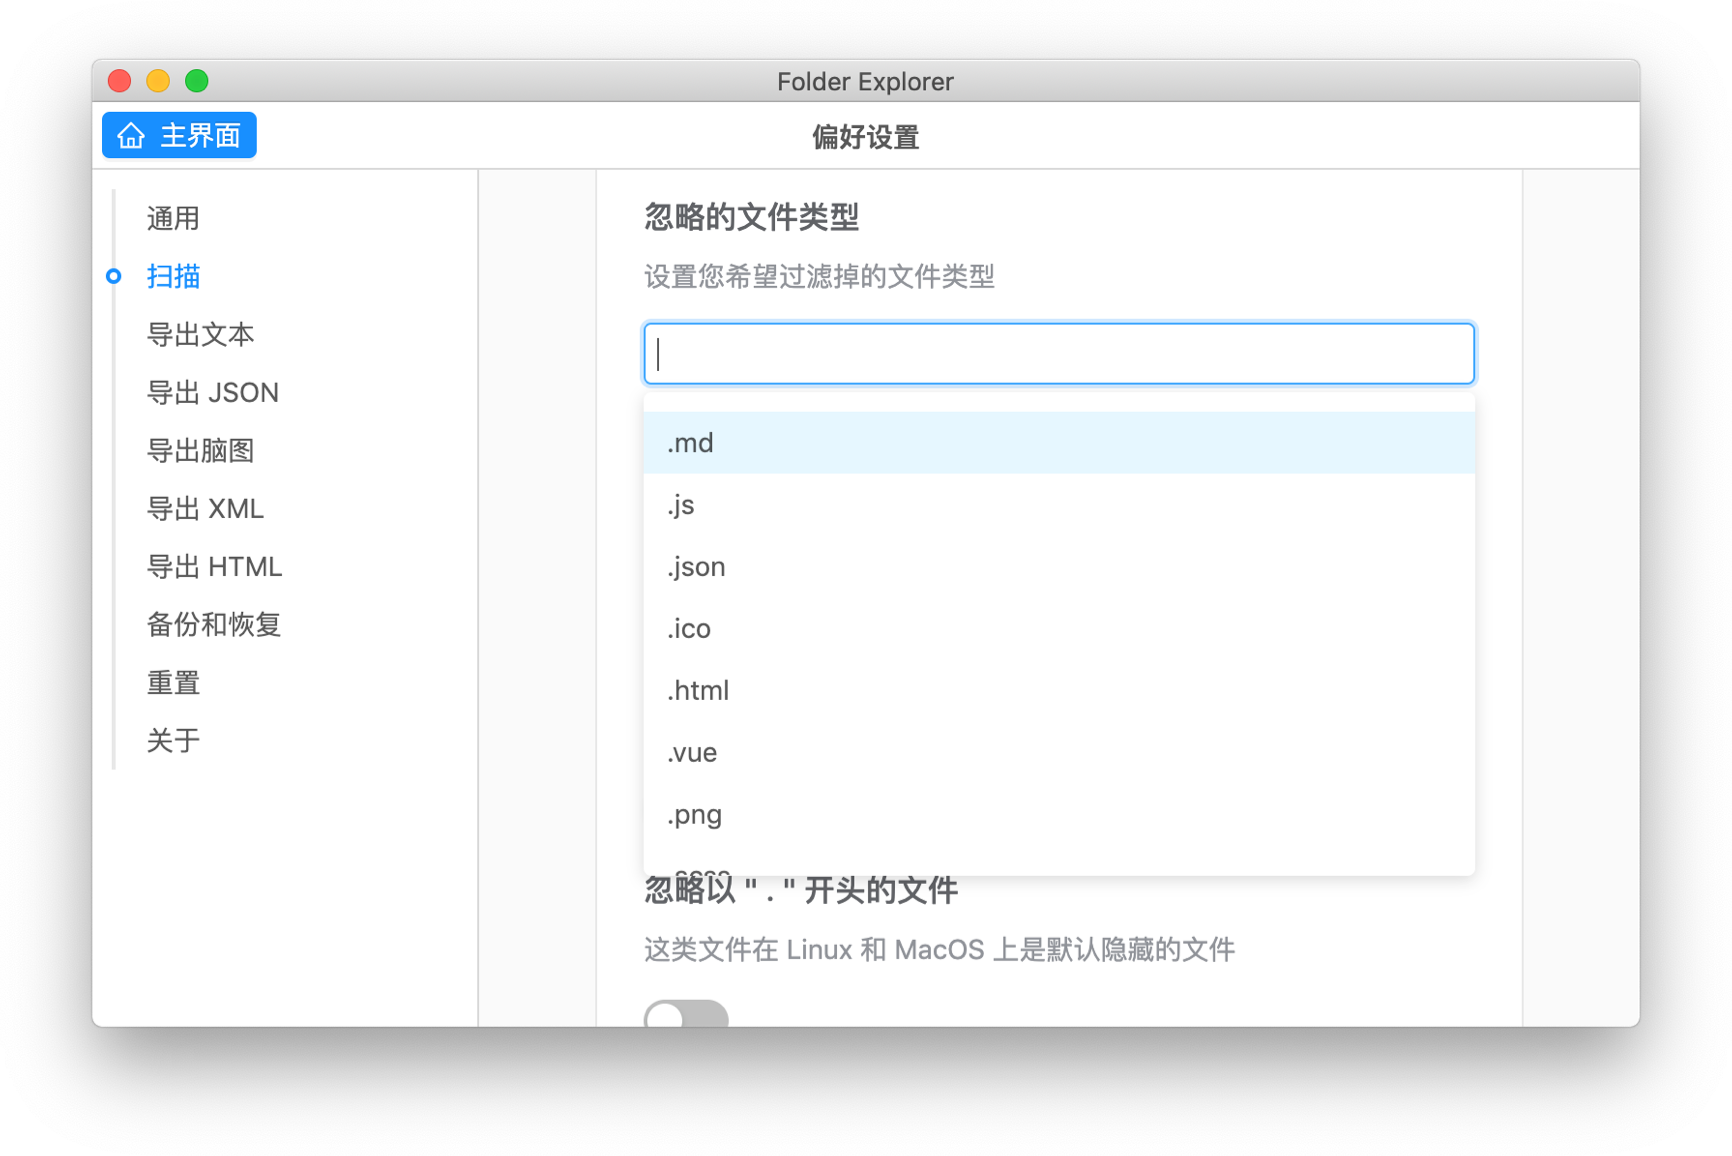 Folder Explorer
主界面
偏好设置
通用
扫描
导出文本
导出 JSON
导出脑图
导出 XML
导出 HTML
备份和恢复
重置
关于
忽略的文件类型
设置您希望过滤掉的文件类型
.md
.js
.json
.ico
.html
.vue
.png
忽略以 " . " 开头的文件
这类文件在 Linux 和 MacOS 上是默认隐藏的文件